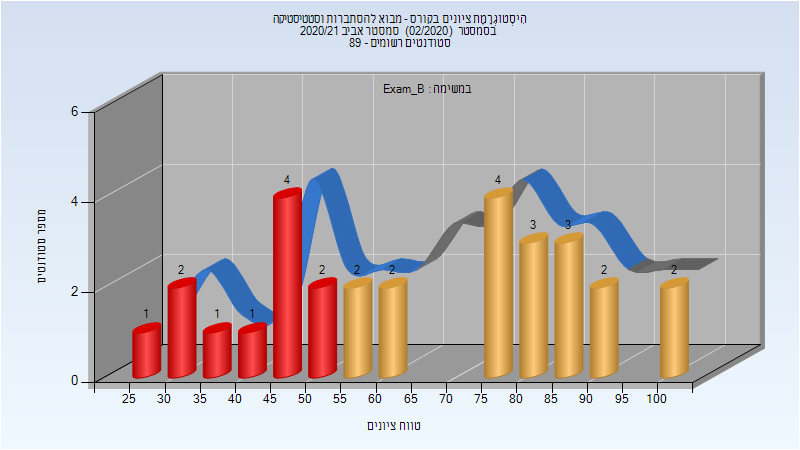 היסטוגרמת ציונים בקורס - מבוא להסתברות וסטטיסטיקה
בסמסטר (02/2020) סמסטר אביב 2020/21
סטודנטים רשומים - 89
במשימה : Exam_B
מספר סטודנטים
6
4
2
0
1 2 1 1 4 2 2 2 4 3 3 2 2
25 30 35 40 45 50 55 60 65 70 75 80 85 90 95 100
טווח ציונים